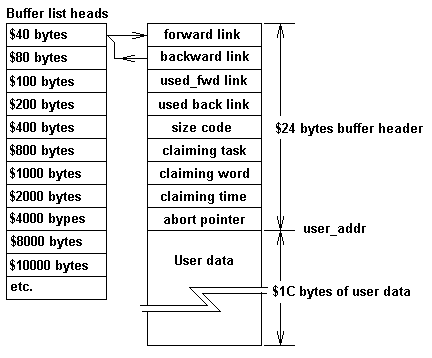 Buffer list heads
$40 bytes
$80 bytes
$100 bytes
$200 bytes
$400 bytes
$800 bytes
$1000 bytes
$2000 bytes
$4000 bypes
$8000 bytes
$10000 bytes
etc.
forward link
backward link
used_fwd link
used back link
size code
claiming task
claiming word
claiming time
abort pointer
User data
$24 bytes buffer header
user_addr
$1C bytes of user data